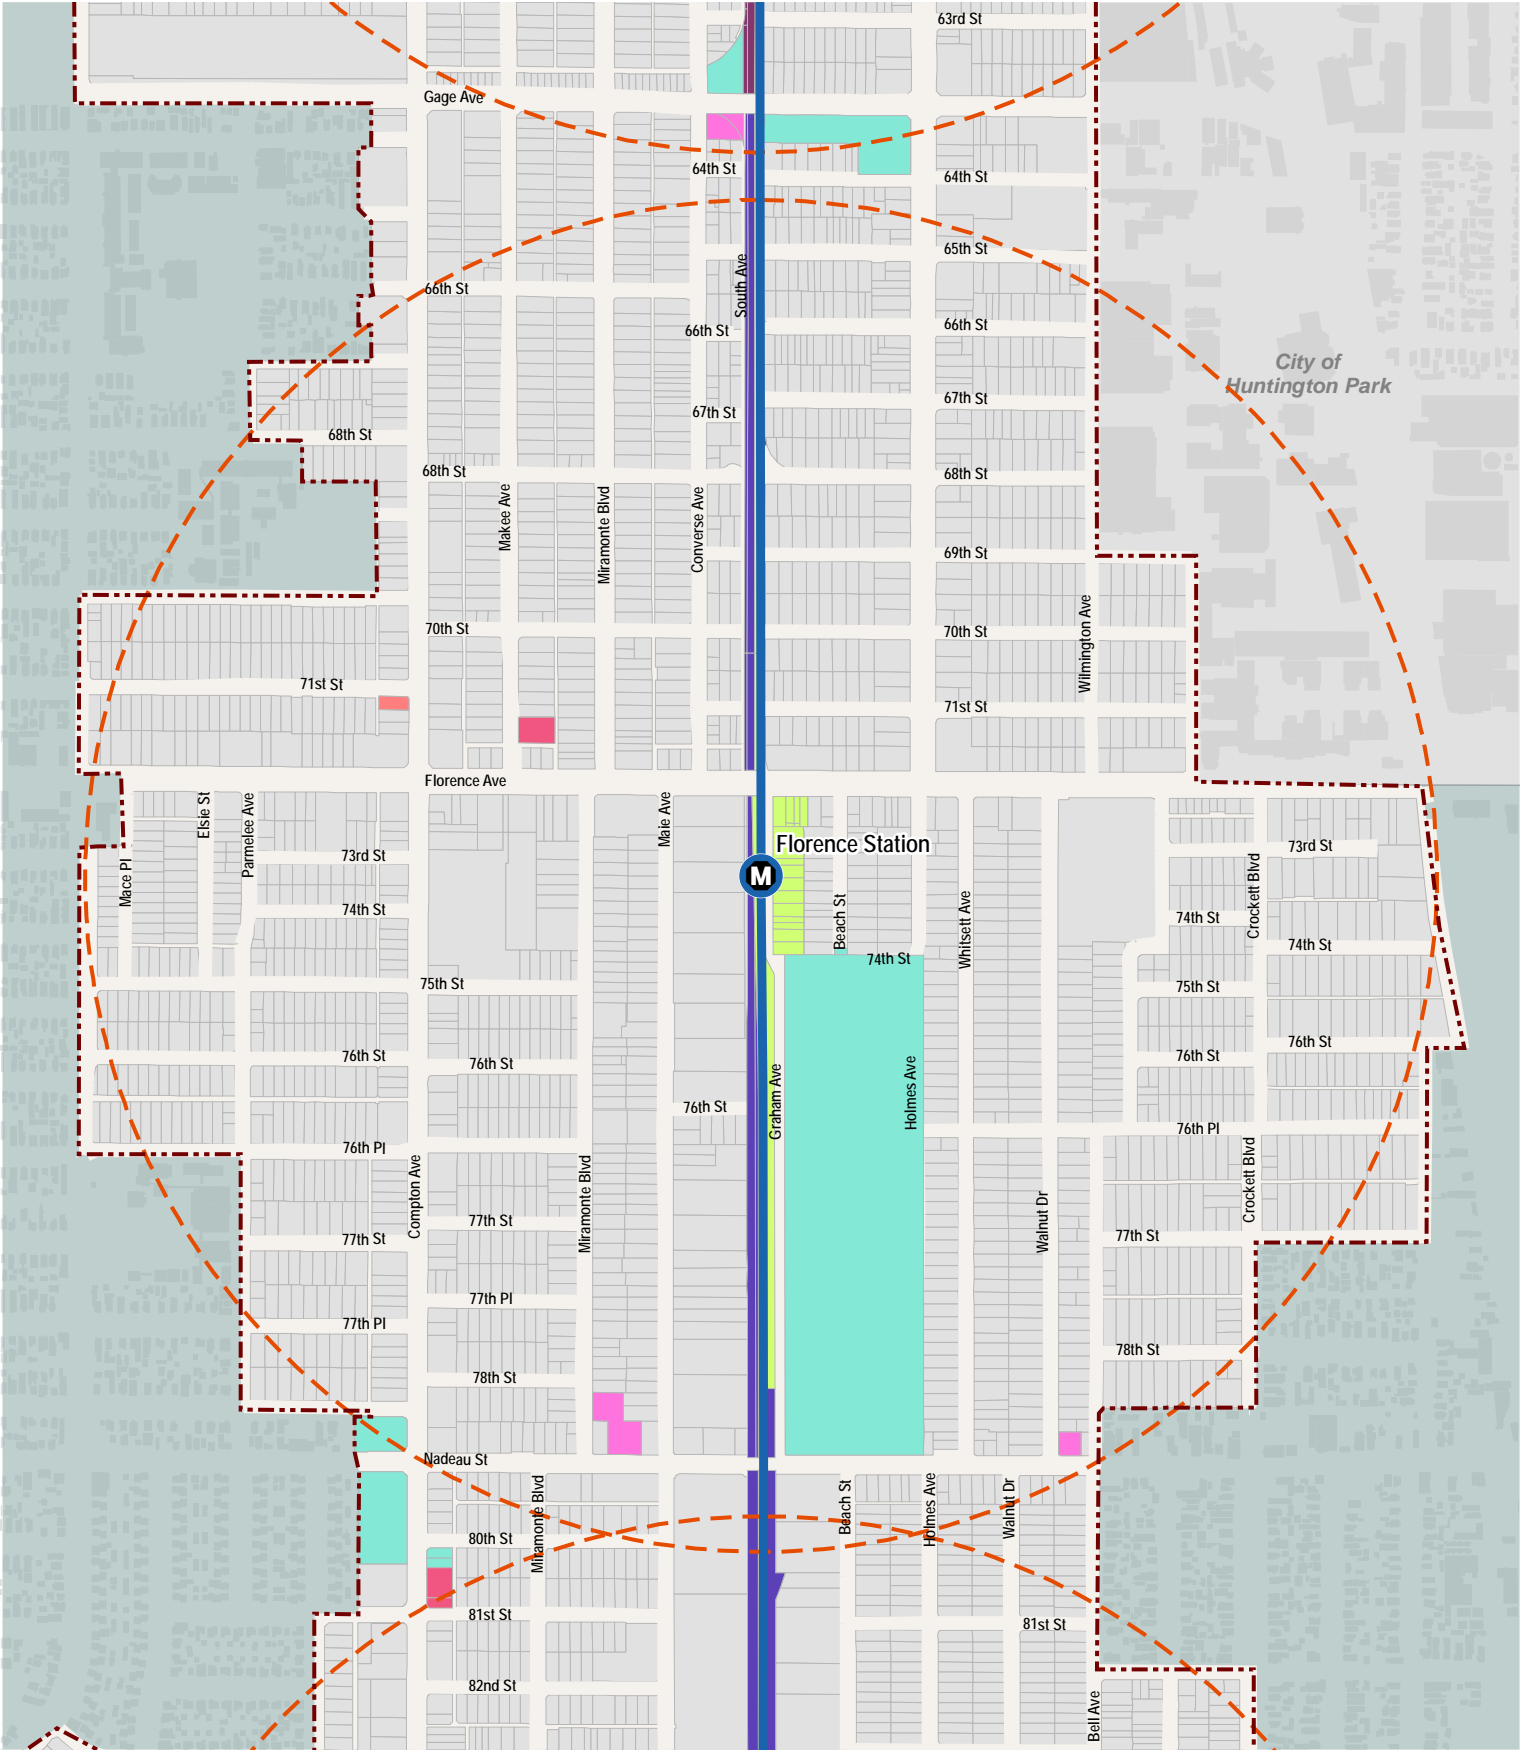 63rd St
Gage Ave
64th St
64th St
65th St
South Ave
66th St
66th St
66th St
City of
Huntington Park
67th St
67th St
68th St
68th St
68th St
Makee Ave
Miramonte Blvd
Converse Ave
69th St
70th St
70th St
Wilmington Ave
71st St
71st St
Florence Ave
Elsie St
Parmelee Ave
Maie Ave
73rd St
Florence Station
73rd St
M
Mace Pl
74th St
Beach St
Whitsett Ave
74th St
Crockett Blvd
74th St
74th St
75th St
75th St
76th St
76th St
76th St
76th St
Graham Ave
Holmes Ave
76th St
76th Pl
76th Pl
Compton Ave
Miramonte Blvd
Walnut Dr
Crockett Blvd
77th St
77th St
77th St
77th Pl
77th Pl
78th St
78th St
Nadeau St
Miramonte Blvd
Beach St
Holmes Ave
Walnut Dr
80th St
81st St
81st St
82nd St
Bell Ave